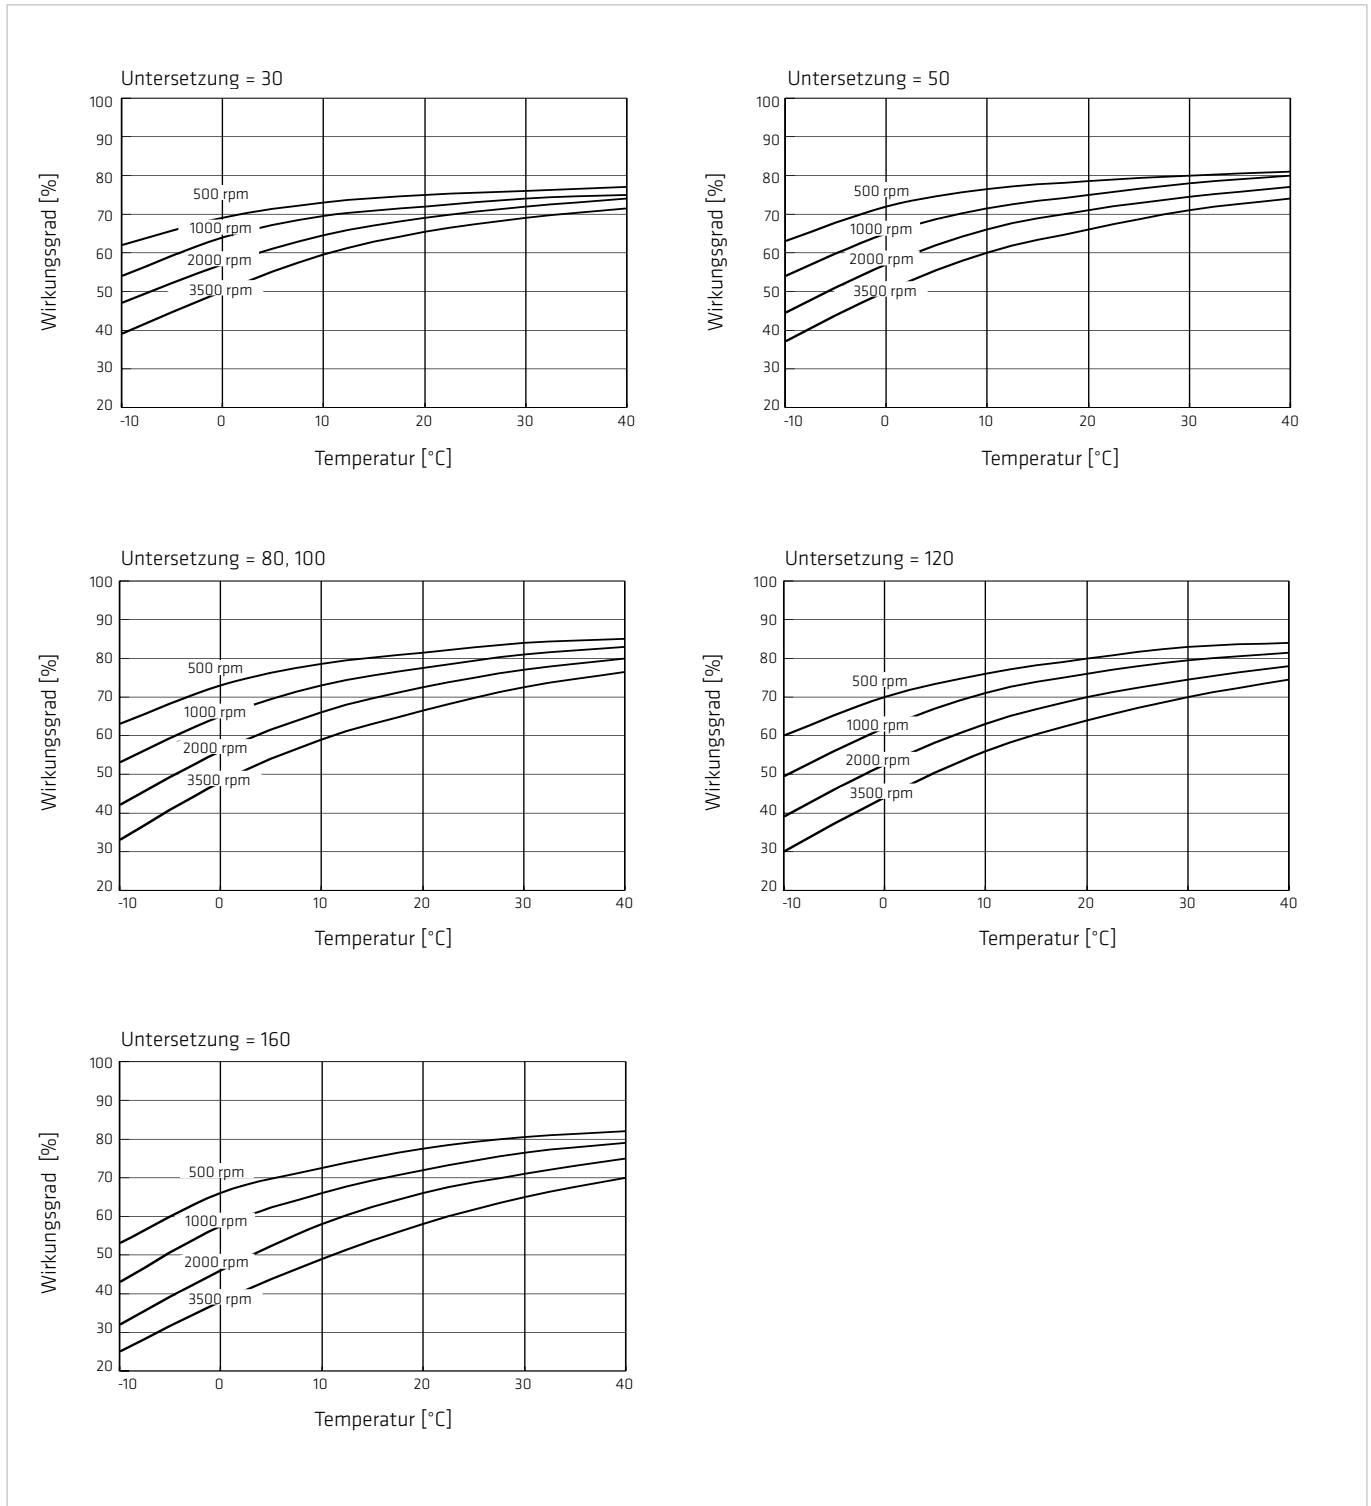 Untersetzung = 30
100
90
80
70
60
50
40
30
20
Wirkungsgrad [%]
500 rpm
1000 rpm
2000 rpm
3500 rpm
-10 0 10 20 30 40
Temperatur [°C]
Untersetzung = 50
100
90
80
70
60
50
40
30
20
Wirkungsgrad [%]
500 rpm
1000 rpm
2000 rpm
3500 rpm
-10 0 10 20 30 40
Temperatur [°C]
Untersetzung = 80, 100
100
90
80
70
60
50
40
30
20
Wirkungsgrad [%]
500 rpm
1000 rpm
2000 rpm
3500 rpm
-10 0 10 20 30 40
Temperatur [°C]
Untersetzung = 120
100
90
80
70
60
50
40
30
20
Wirkungsgrad [%]
500 rpm
1000 rpm
2000 rpm
3500 rpm
-10 0 10 20 30 40
Temperatur [°C]
Untersetzung = 160
100
90
80
70
60
50
40
30
20
Wirkungsgrad [%]
500 rpm
1000 rpm
2000 rpm
3500 rpm
-10 0 10 20 30 40
Temperatur [°C]